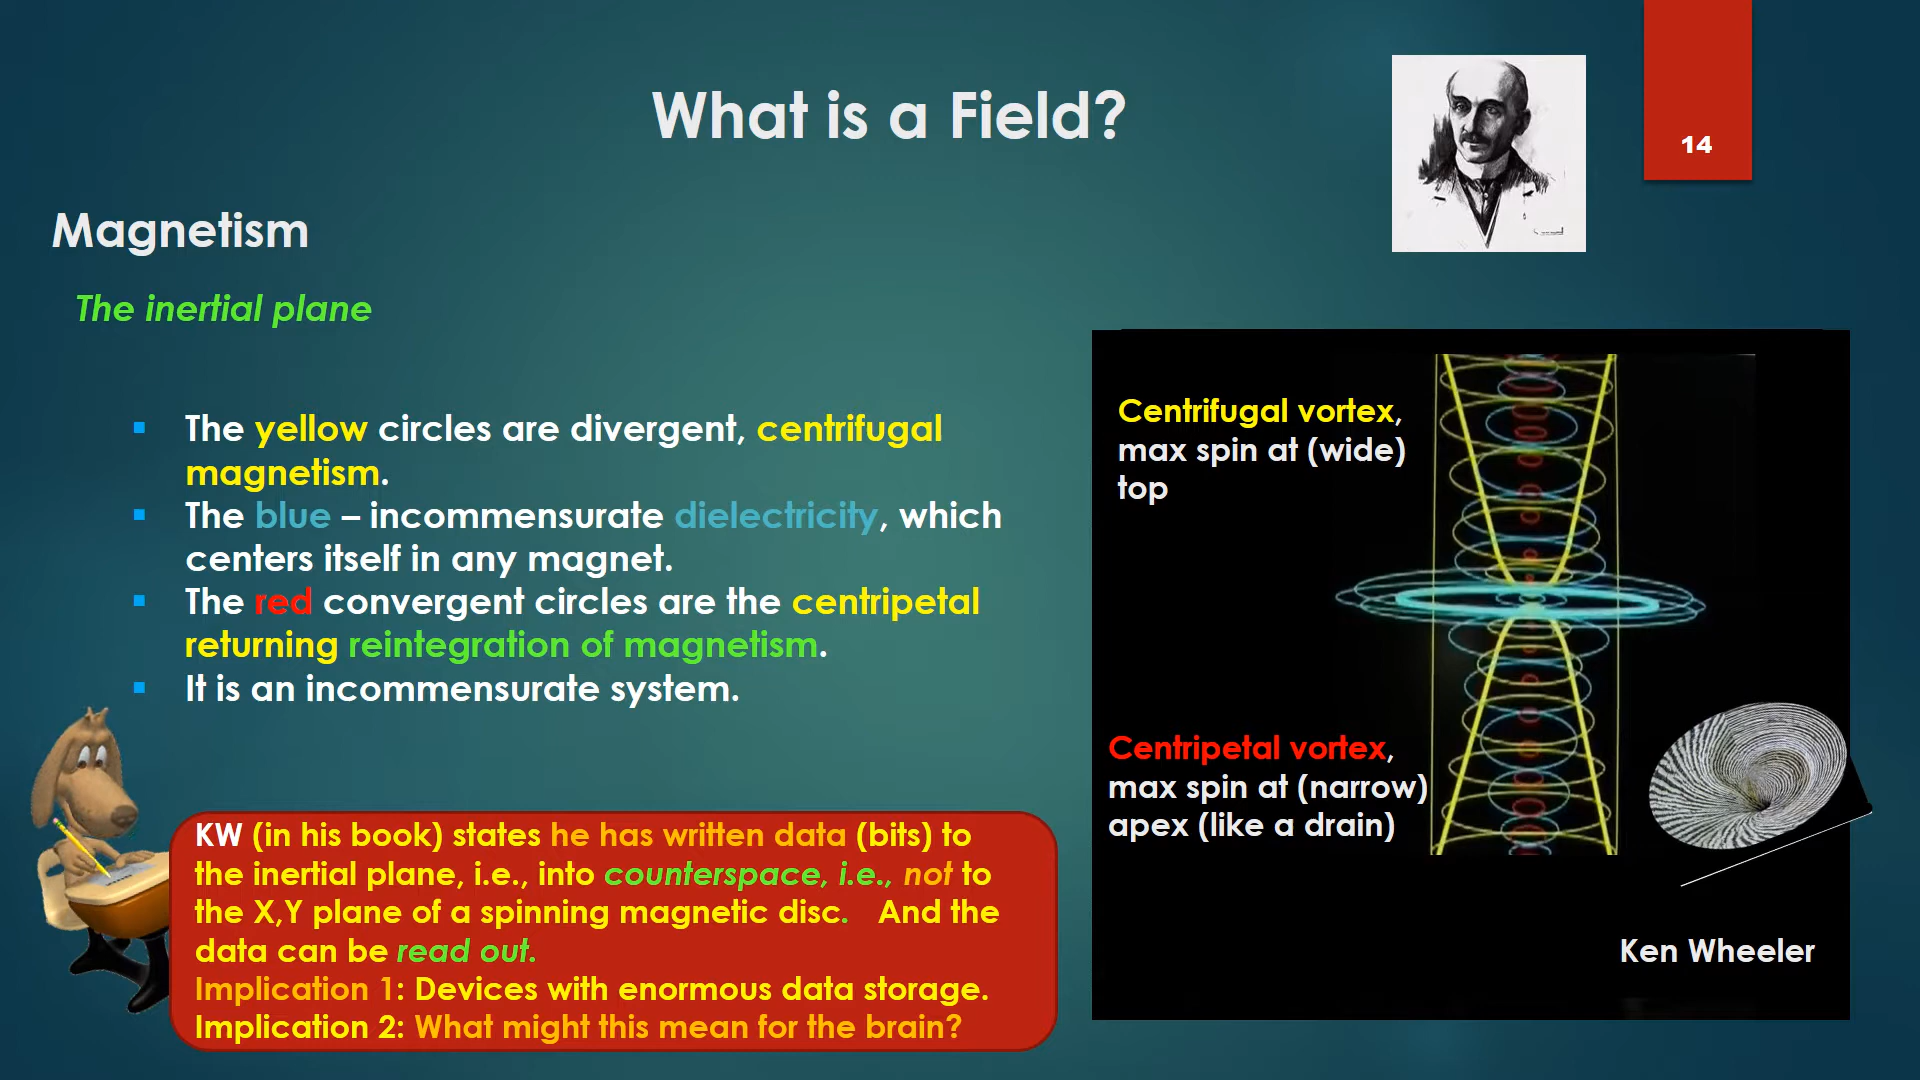 What is a Field?
14
Magnetism
The inertial plane
The yellow circles are divergent, centrifugal
magnetism.
The blue – incommensurate dielectricity, which
centers itself in any magnet.
The red convergent circles are the centripetal
returning reintegration of magnetism.
It is an incommensurate system.
KW (in his book) states he has written data (bits) to
the inertial plane, i.e., into counterspace, i.e., not to
the X,Y plane of a spinning magnetic disc. And the
data can be read out.
Implication 1: Devices with enormous data storage.
Implication 2: What might this mean for the brain?
Centrifugal vortex,
max spin at (wide)
top
Centripetal vortex,
max spin at (narrow)
apex (like a drain)
Ken Wheeler